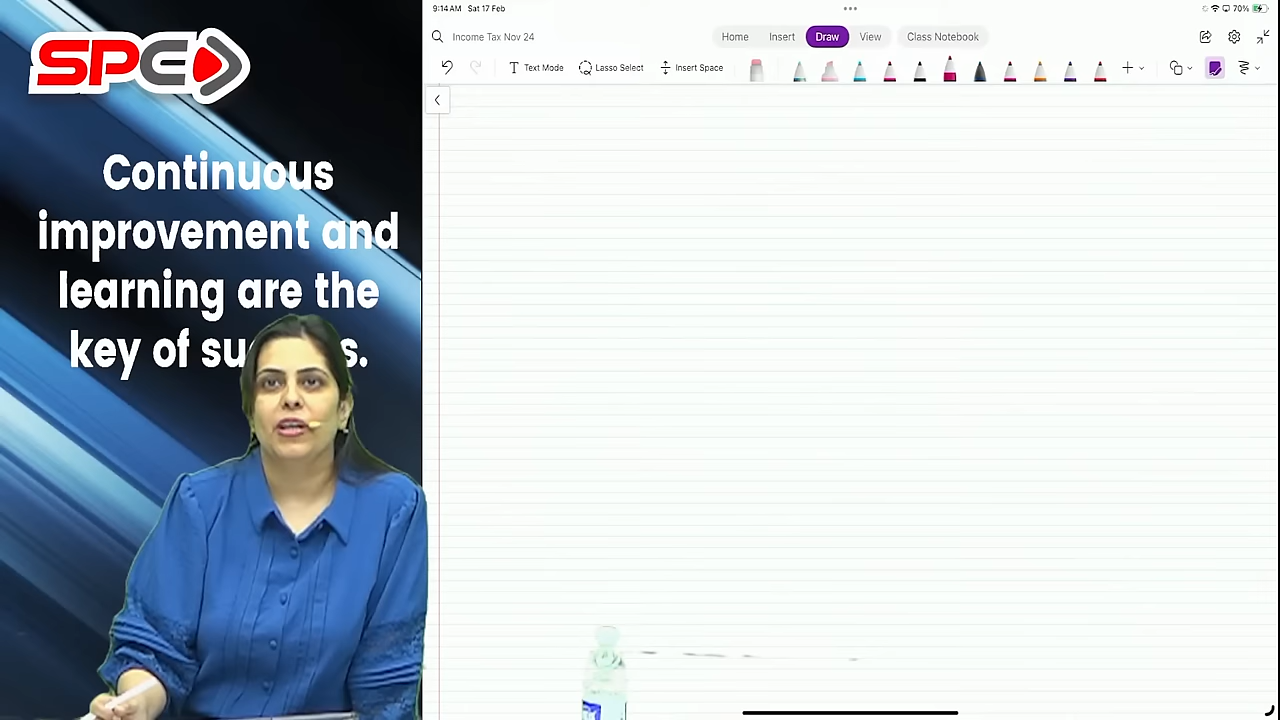 9:14 AM Sat 17 Feb
70%
Income Tax Nov 24
Home Insert Draw View Class Notebook
Text Mode Lasso Select Insert Space
SPC
Continuous
improvement and
learning are the
key of su s.